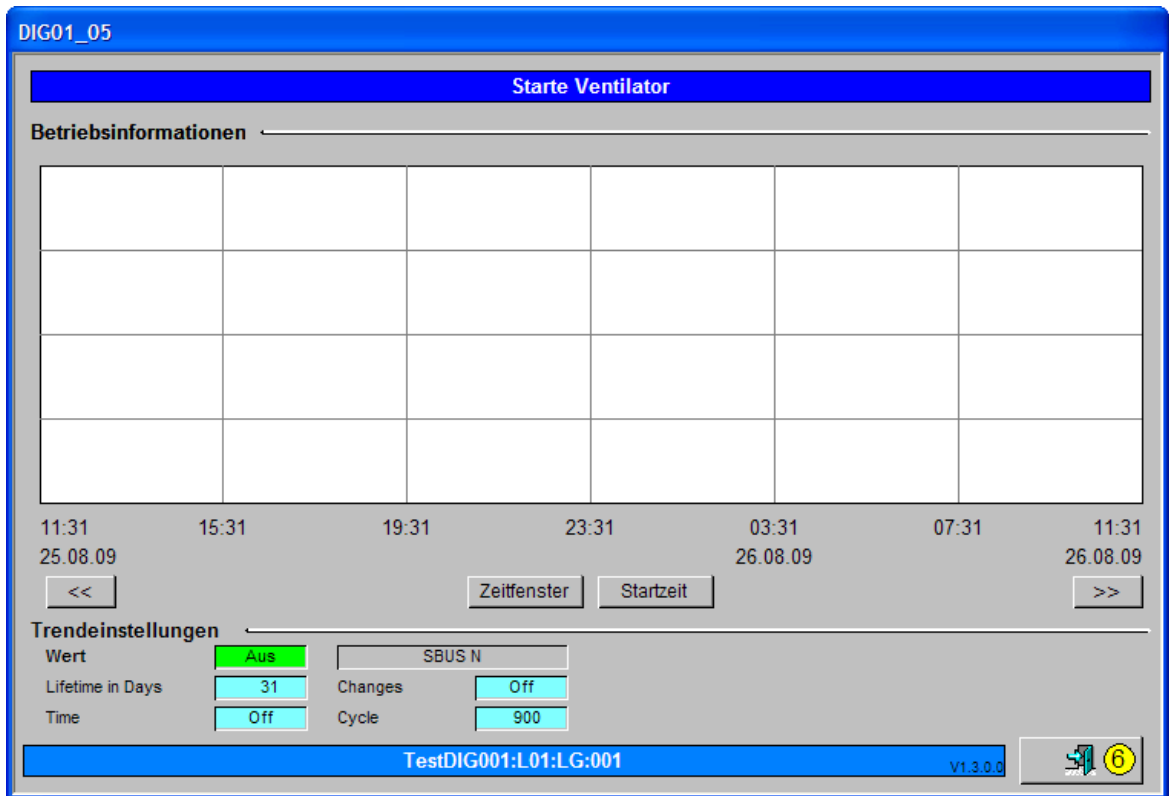 DIG01_05
Starte Ventilator
Betriebsinformationen
11:31 15:31 19:31 23:31 03:31 07:31 11:31
25.08.09 26.08.09 26.08.09
<< Zeitfenster Startzeit >>
Trendeinstellungen
Wert Aus SBUS N
Lifetime in Days 31 Changes Off
Time Off Cycle 900
TestDIG001:L01:LG:001 V1.3.0.0 6